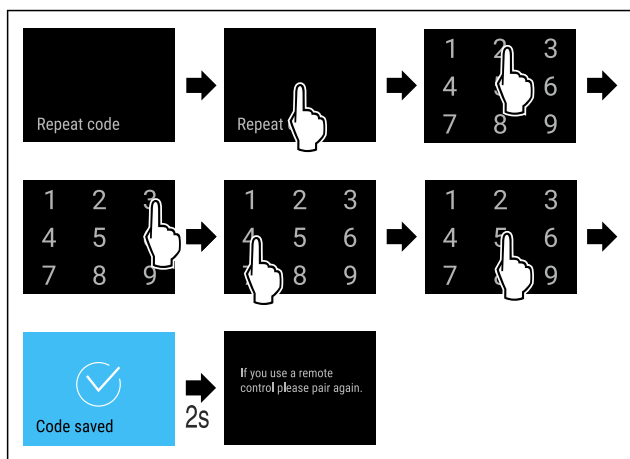 Repeat code
Repeat
1 2 3
4 6
7 8 9
1 2 3
4 5
7 8 9
1 2 3
4 5 6
8 9
1 2 3
4 5 6
7 9
Code saved
2s
If you use a remote
control please pair again.